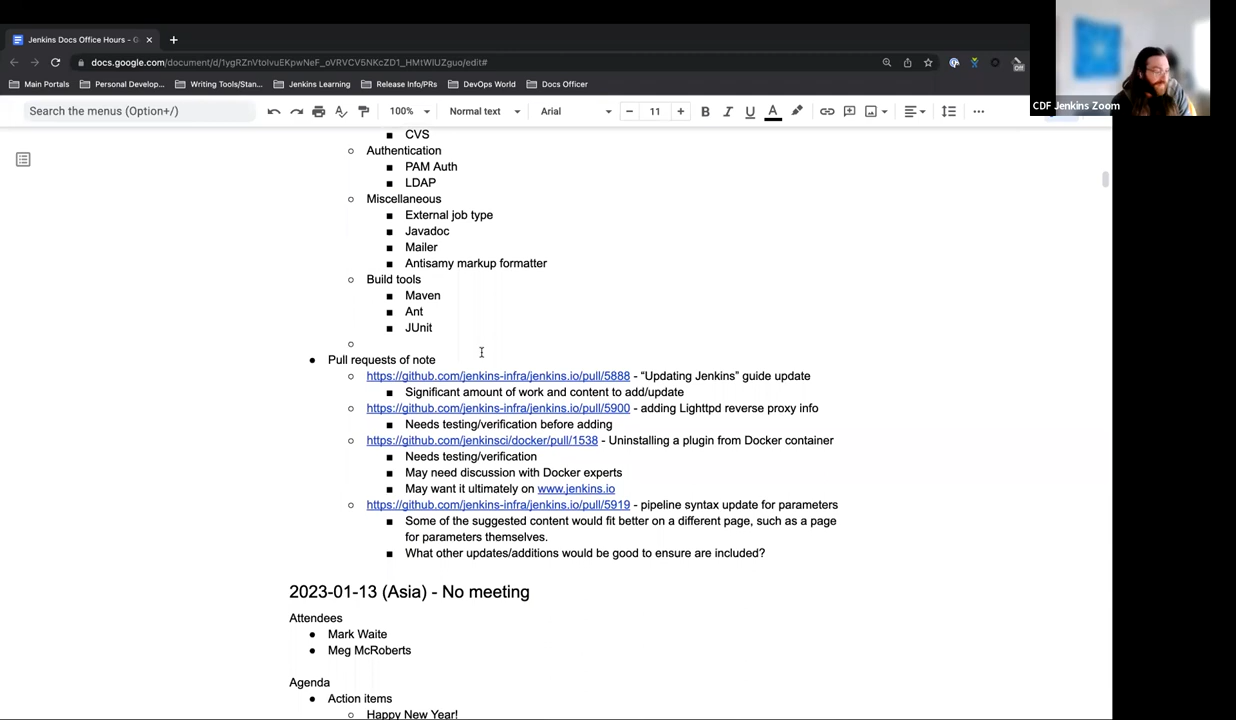 Jenkins Docs Office Hours - G
docs.google.com/document/d/1ygRZnVtolvuEKpwNeF_oVRVCV5NKcZD1_HMtWlUZguo/edit#
Main Portals
Personal Develop...
Writing Tools/Stan...
Jenkins Learning
Release Info/PRs
DevOps World
Docs Officer
CDF Jenkins Zoom
Search the menus (Option+/)
100%
Normal text
Arial
11
CVS
Authentication
PAM Auth
LDAP
Miscellaneous
External job type
Javadoc
Mailer
Antisamy markup formatter
Build tools
Maven
Ant
JUnit
Pull requests of note
https://github.com/jenkins-infra/jenkins.io/pull/5888 - “Updating Jenkins” guide update
Significant amount of work and content to add/update
https://github.com/jenkins-infra/jenkins.io/pull/5900 - adding Lighttpd reverse proxy info
Needs testing/verification before adding
https://github.com/jenkinsci/docker/pull/1538 - Uninstalling a plugin from Docker container
Needs testing/verification
May need discussion with Docker experts
May want it ultimately on www.jenkins.io
https://github.com/jenkins-infra/jenkins.io/pull/5919 - pipeline syntax update for parameters
Some of the suggested content would fit better on a different page, such as a page
for parameters themselves.
What other updates/additions would be good to ensure are included?
2023-01-13 (Asia) - No meeting
Attendees
Mark Waite
Meg McRoberts
Agenda
Action items
Happy New Year!